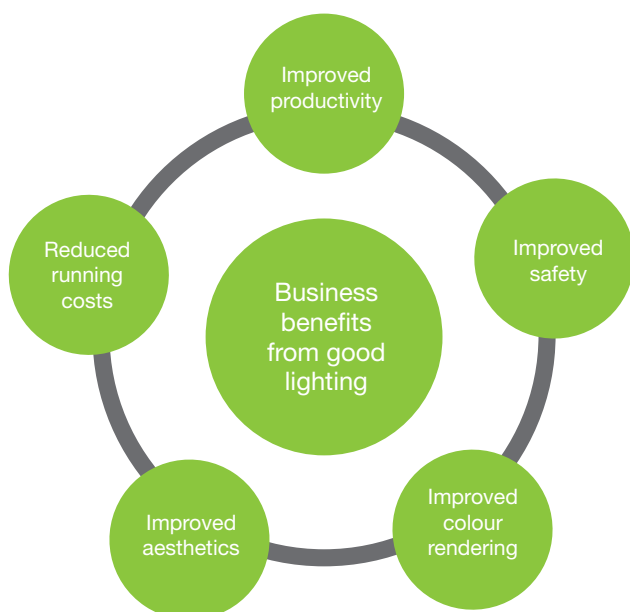 Improved
productivity
Improved
safety
Improved
colour
rendering
Improved
aesthetics
Reduced
running
costs
Business
benefits
from good
lighting